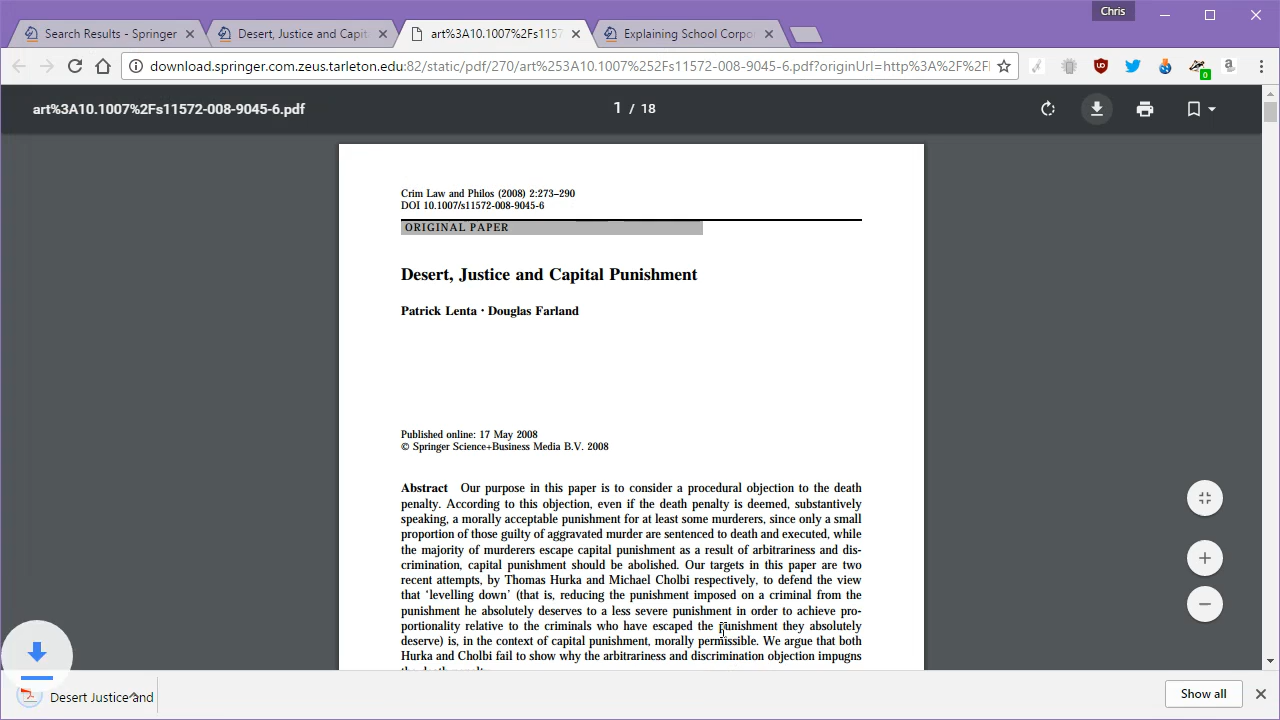 Chris
Search Results - Springer
Desert, Justice and Capit
art%3A10.1007%2Fs1157
Explaining School Corpo
download.springer.com.zeus.tarleton.edu:82/static/pdf/270/art%253A10.1007%252Fs11572-008-9045-6.pdf?originUrl=http%3A%2F%2F
0
art%3A10.1007%2Fs11572-008-9045-6.pdf
1 / 18
Crim Law and Philos (2008) 2:273–290
DOI 10.1007/s11572-008-9045-6
ORIGINAL PAPER
Desert, Justice and Capital Punishment
Patrick Lenta · Douglas Farland
Published online: 17 May 2008
© Springer Science+Business Media B.V. 2008
Abstract Our purpose in this paper is to consider a procedural objection to the death
penalty. According to this objection, even if the death penalty is deemed, substantively
speaking, a morally acceptable punishment for at least some murderers, since only a small
proportion of those guilty of aggravated murder are sentenced to death and executed, while
the majority of murderers escape capital punishment as a result of arbitrariness and dis-
crimination, capital punishment should be abolished. Our targets in this paper are two
recent attempts, by Thomas Hurka and Michael Cholbi respectively, to defend the view
that ‘levelling down’ (that is, reducing the punishment imposed on a criminal from the
punishment he absolutely deserves to a less severe punishment in order to achieve pro-
portionality relative to the criminals who have escaped the punishment they absolutely
deserve) is, in the context of capital punishment, morally permissible. We argue that both
Hurka and Cholbi fail to show why the arbitrariness and discrimination objection impugns
Desert Justice and
Show all